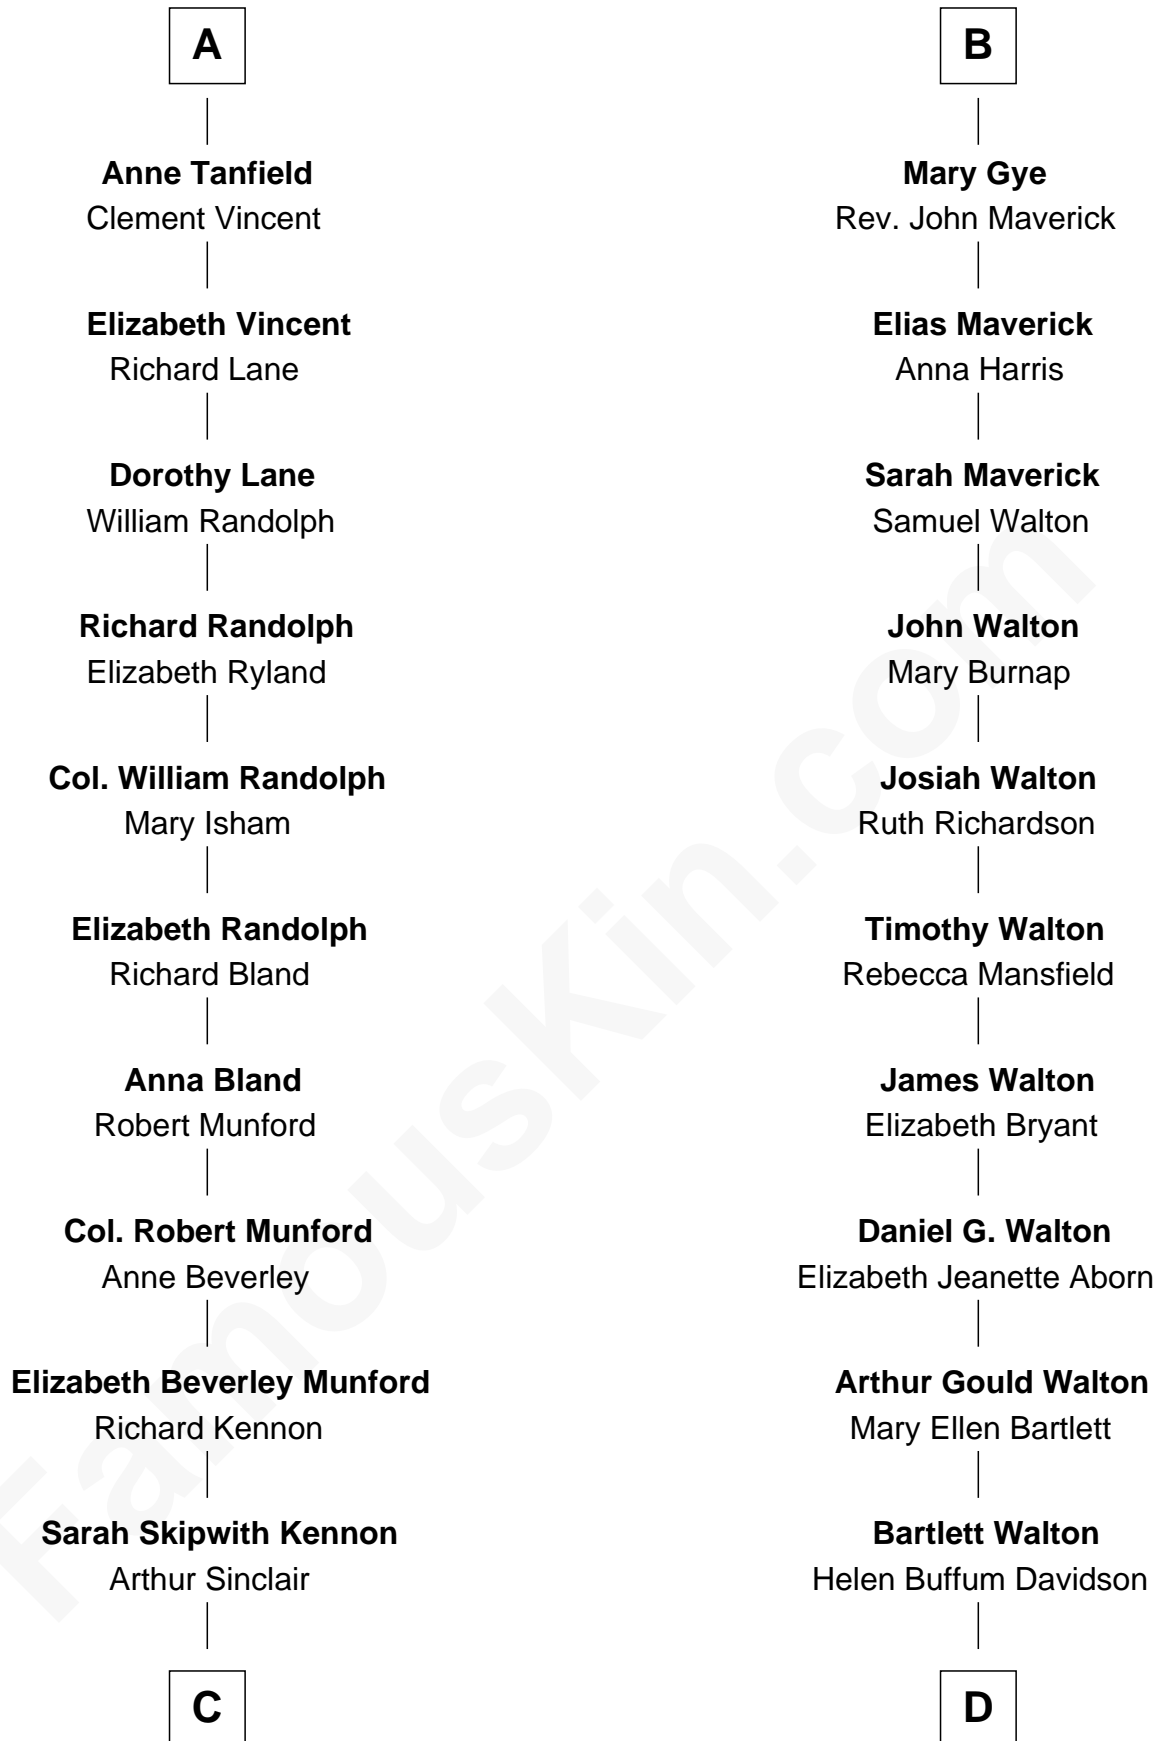 A
Anne Tanfield
Clement Vincent
Elizabeth Vincent
Richard Lane
Dorothy Lane
William Randolph
Richard Randolph
Elizabeth Ryland
Col. William Randolph
Mary Isham
Elizabeth Randolph
Richard Bland
Anna Bland
Robert Munford
Col. Robert Munford
Anne Beverley
Elizabeth Beverley Munford
Richard Kennon
Sarah Skipwith Kennon
Arthur Sinclair
C
B
Mary Gye
Rev. John Maverick
Elias Maverick
Anna Harris
Sarah Maverick
Samuel Walton
John Walton
Mary Burnap
Josiah Walton
Ruth Richardson
Timothy Walton
Rebecca Mansfield
James Walton
Elizabeth Bryant
Daniel G. Walton
Elizabeth Jeanette Aborn
Arthur Gould Walton
Mary Ellen Bartlett
Bartlett Walton
Helen Buffum Davidson
D
FamousKin.com